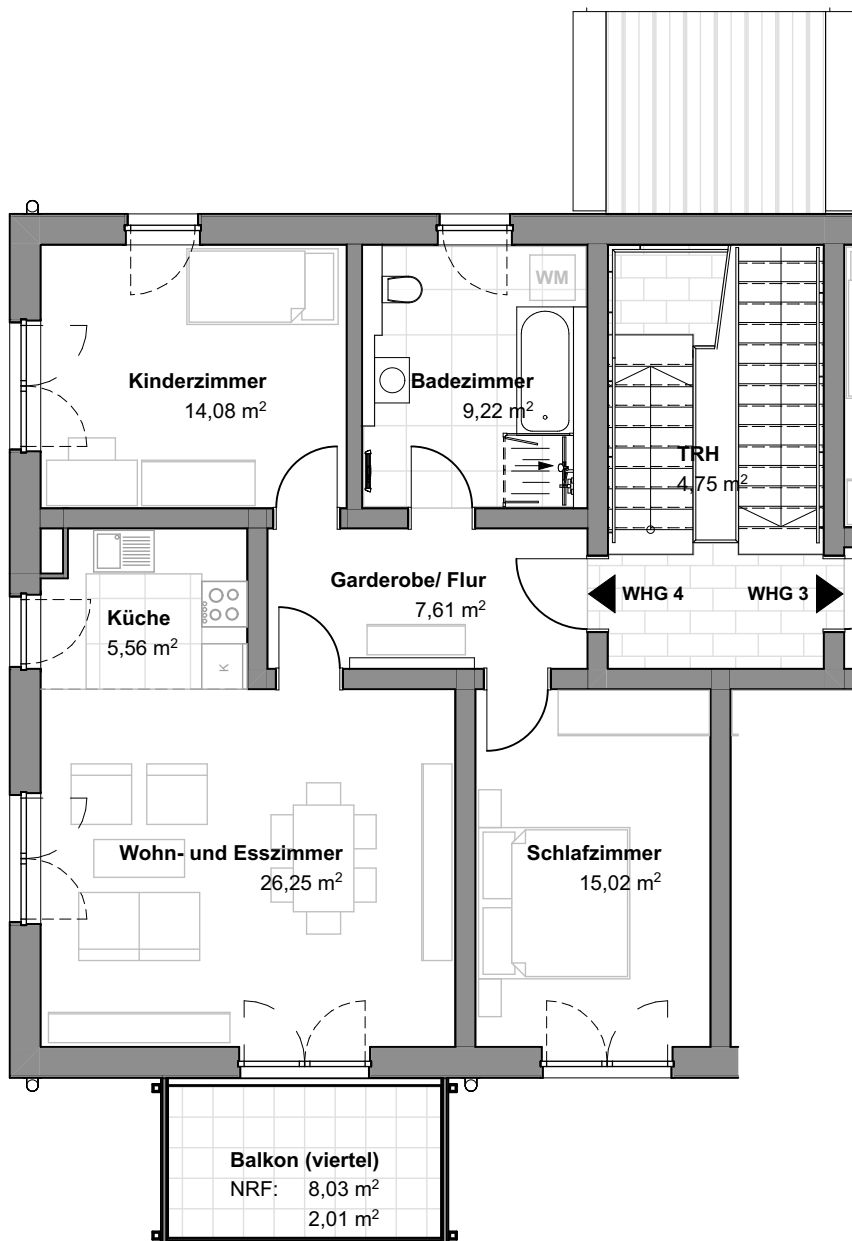 WM
Kinderzimmer
14,08 m²
Badezimmer
9,22 m²
TRH
4,75 m²
Garderobe/ Flur
7,61 m²
WHG 4
WHG 3
Küche
5,56 m²
K
Wohn- und Esszimmer
26,25 m²
Schlafzimmer
15,02 m²
Balkon (viertel)
NRF: 8,03 m²
2,01 m²